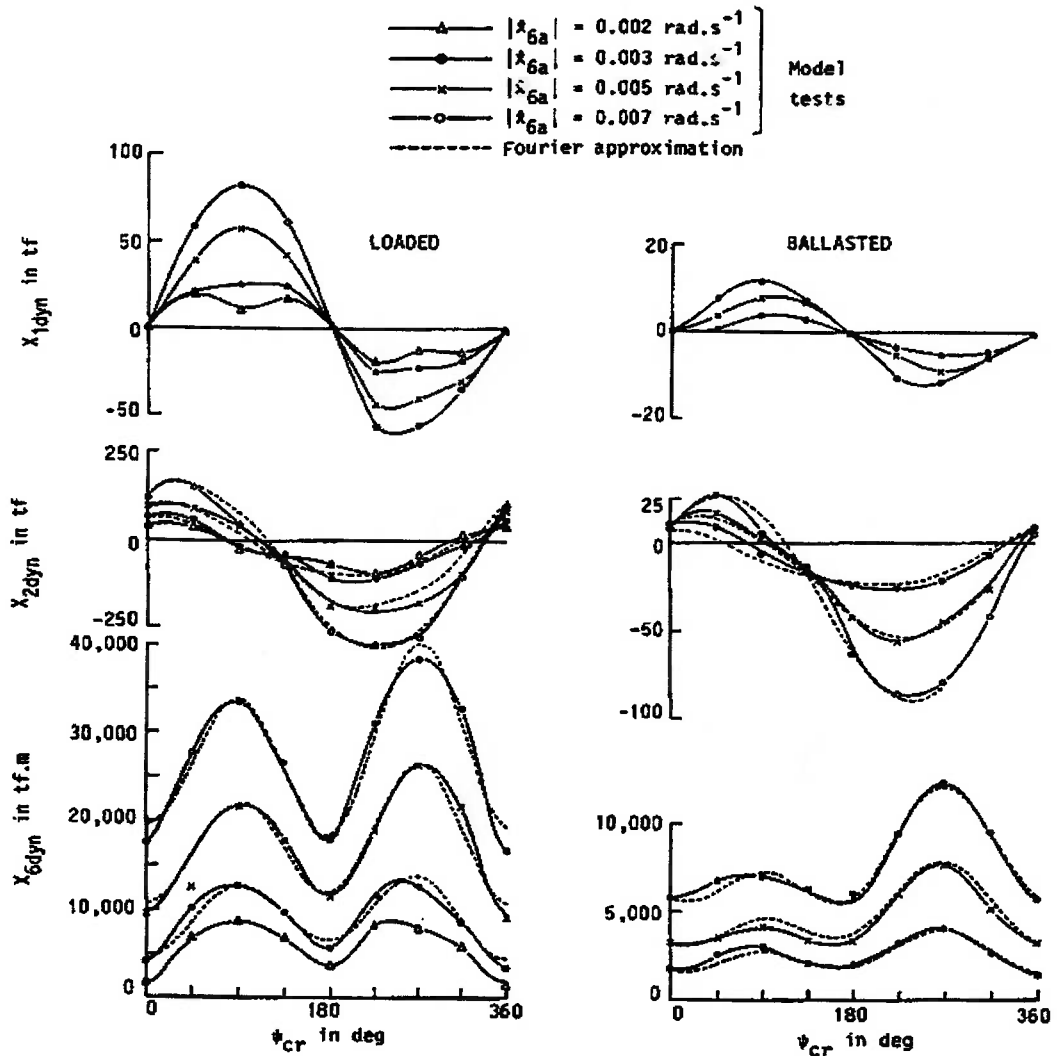 |ẋ6a| = 0.002 rad.s⁻¹
|ẋ6a| = 0.003 rad.s⁻¹
|ẋ6a| = 0.005 rad.s⁻¹
|ẋ6a| = 0.007 rad.s⁻¹
Model
tests
Fourier approximation
X1dyn in tf
100
50
0
-50
LOADED
20
0
-20
BALLASTED
X2dyn in tf
250
0
-250
25
0
-50
-100
X6dyn in tf.m
40,000
30,000
20,000
10,000
0
10,000
5,000
0
0
180
360
ψcr in deg
0
180
360
ψcr in deg